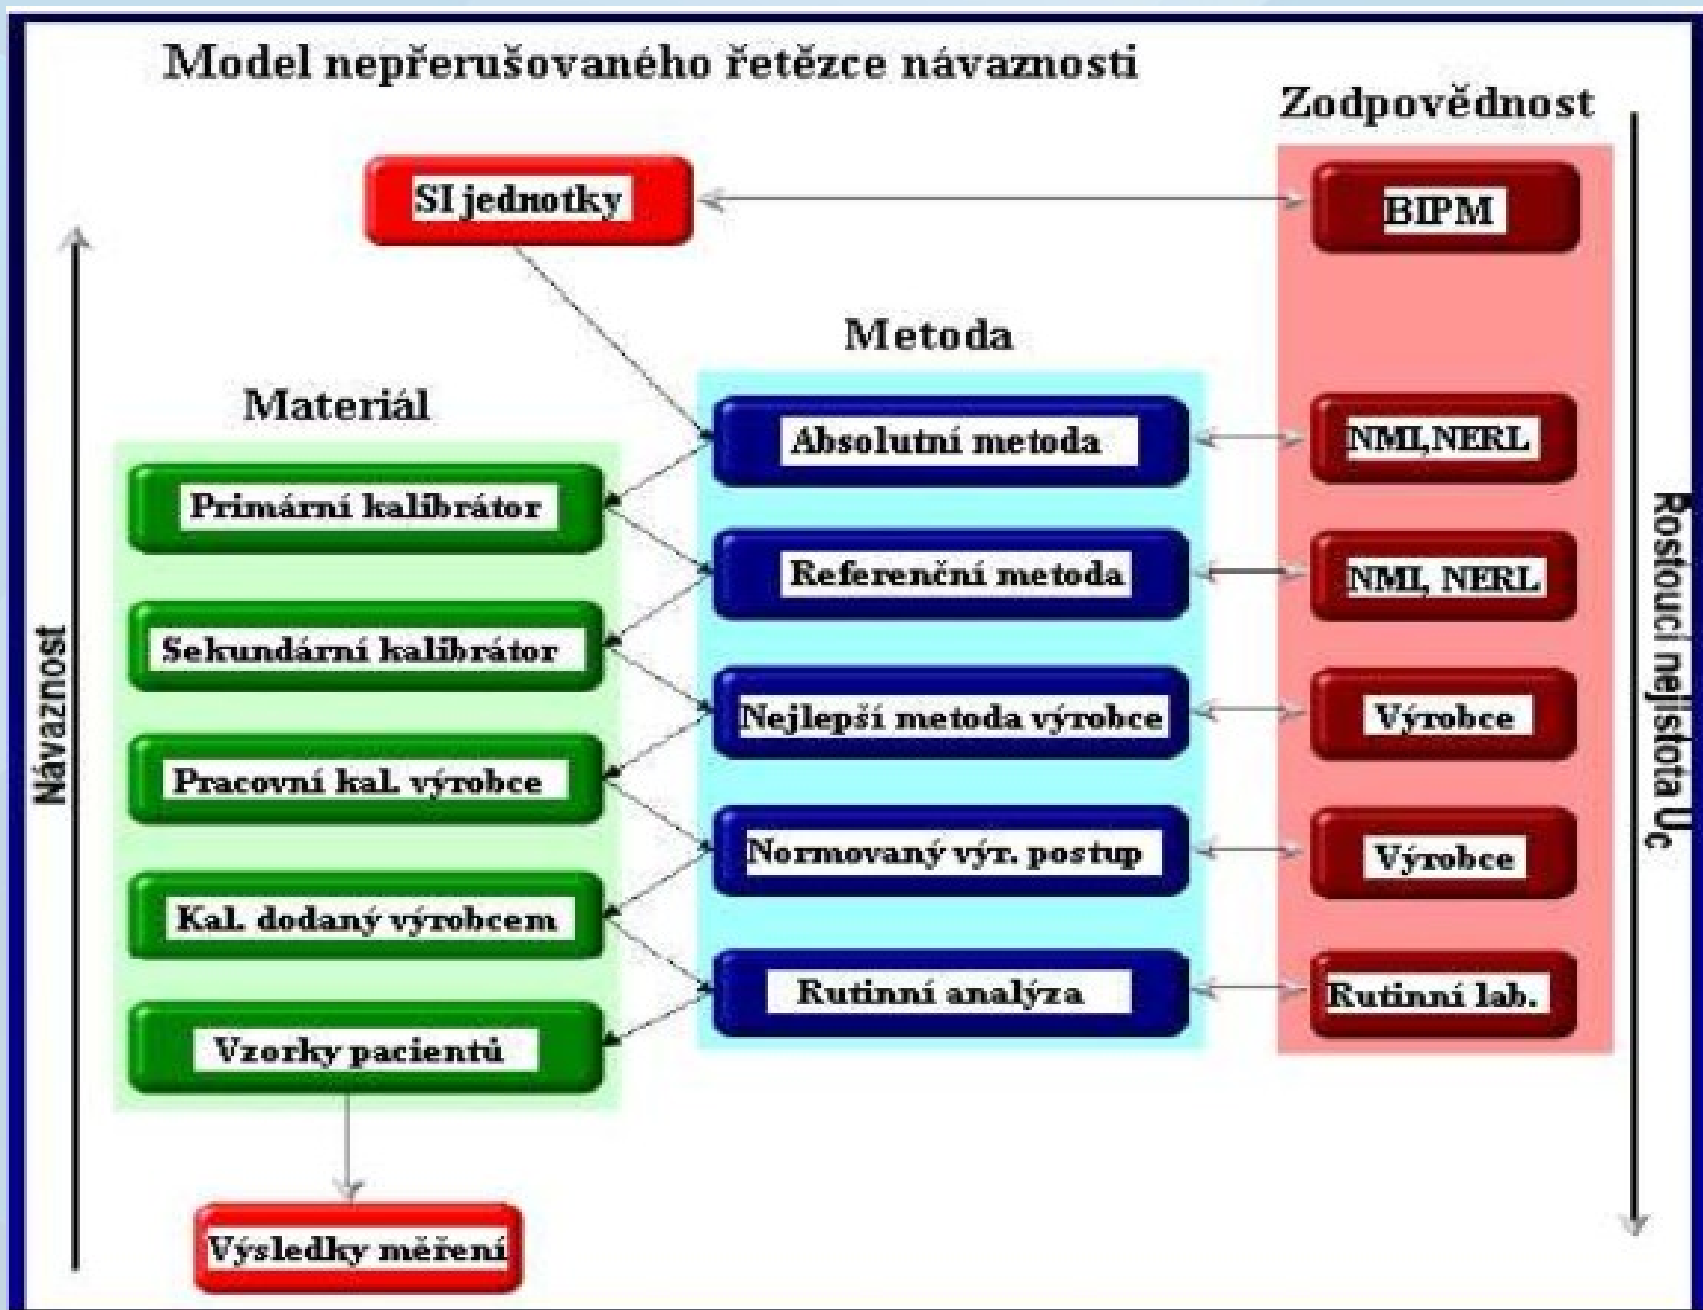 Model nepřerušovaného řetězce návaznosti
Zodpovědnost
SI jednotky
BIPM
Metoda
Materiál
Absolutní metoda
NMI,NERL
Primární kalibrátor
Referenční metoda
NMI, NERL
Sekundární kalibrátor
Nejlepší metoda výrobce
Výrobce
Pracovní kal. výrobce
Normovaný výr. postup
Výrobce
Kal. dodaný výrobcem
Rutinní analýza
Rutinní lab.
Vzorky pacientů
Výsledky měření
Návaznost
Rostoucí nejistota UC